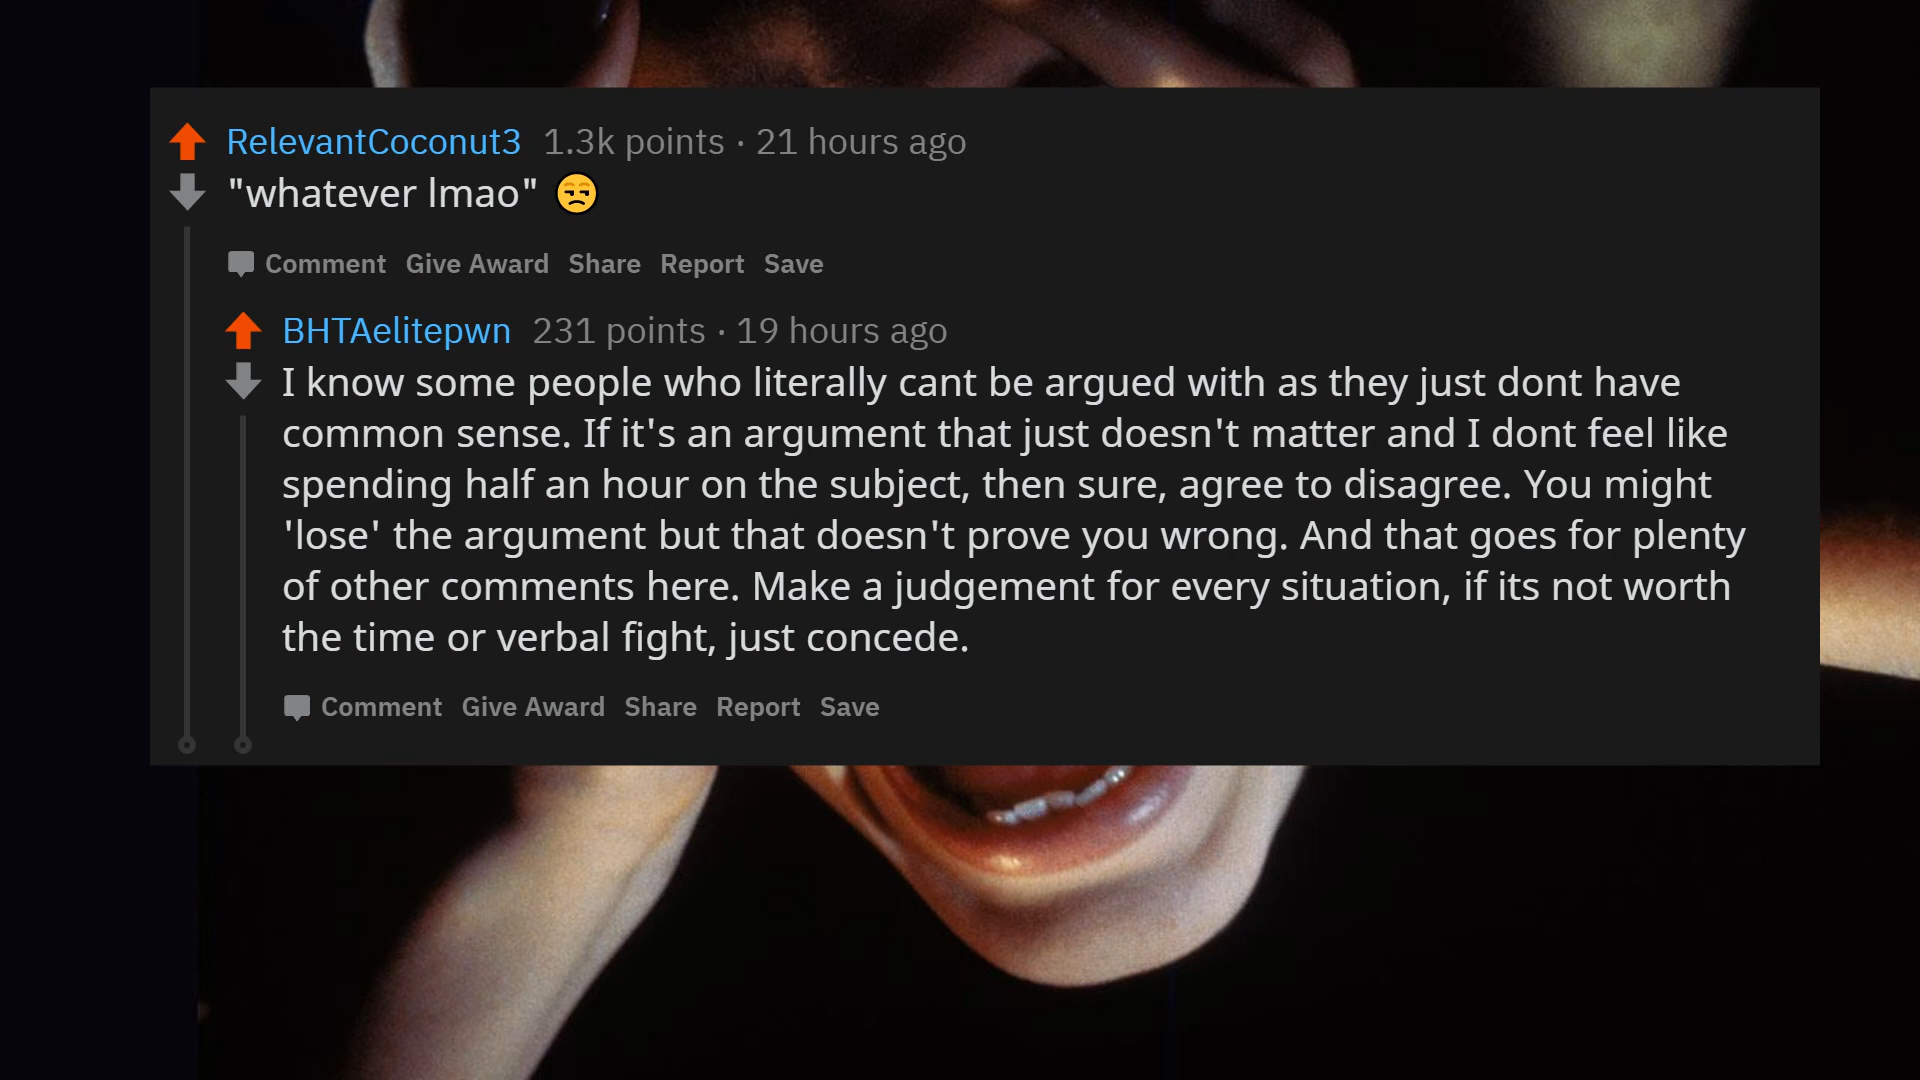 RelevantCoconut3 1.3k points · 21 hours ago
"whatever lmao" 😒
Comment Give Award Share Report Save
BHTAelitepwn 231 points · 19 hours ago
I know some people who literally cant be argued with as they just dont have
common sense. If it's an argument that just doesn't matter and I dont feel like
spending half an hour on the subject, then sure, agree to disagree. You might
'lose' the argument but that doesn't prove you wrong. And that goes for plenty
of other comments here. Make a judgement for every situation, if its not worth
the time or verbal fight, just concede.
Comment Give Award Share Report Save